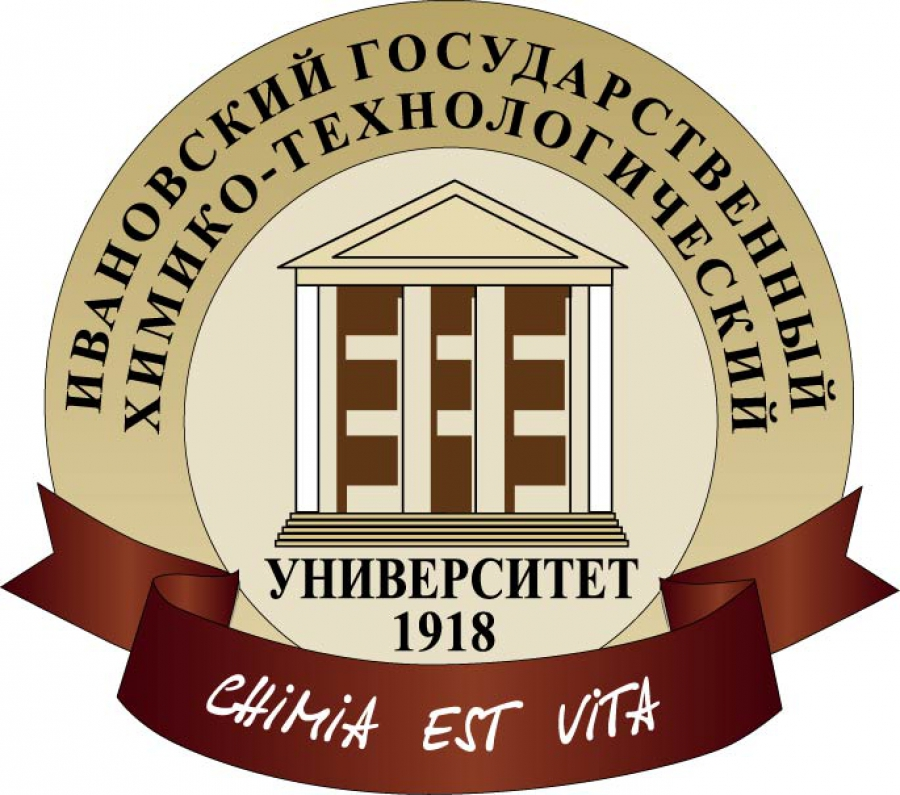 ИВАНОВСКИЙ ГОСУДАРСТВЕННЫЙ
ХИМИКО-ТЕХНОЛОГИЧЕСКИЙ
УНИВЕРСИТЕТ
1918
CHiMiA EST ViTA